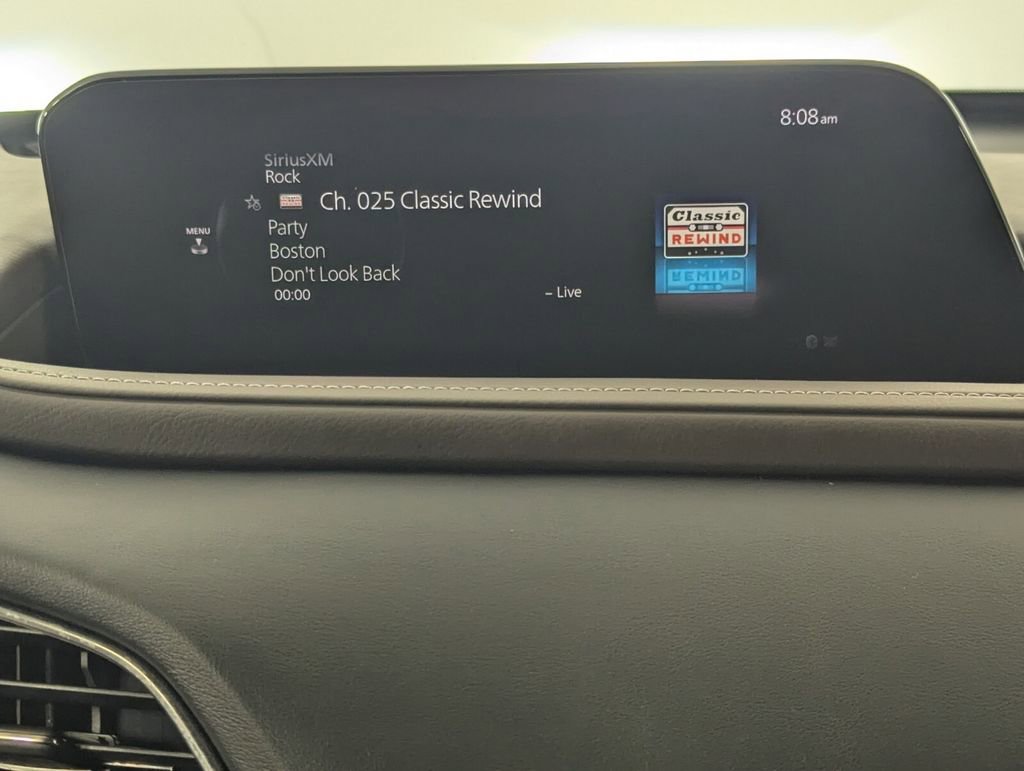 8:08am
SiriusXM
Rock
Ch. 025 Classic Rewind
Party
MENU
Boston
Don't Look Back
00:00
– Live
Classic
REWIND